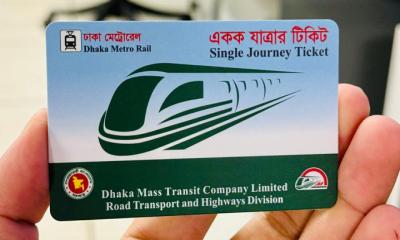 ঢাকা মেট্রোরেল
Dhaka Metro Rail
একক যাত্রার টিকিট
Single Journey Ticket
Dhaka Mass Transit Company Limited
Road Transport and Highways Division